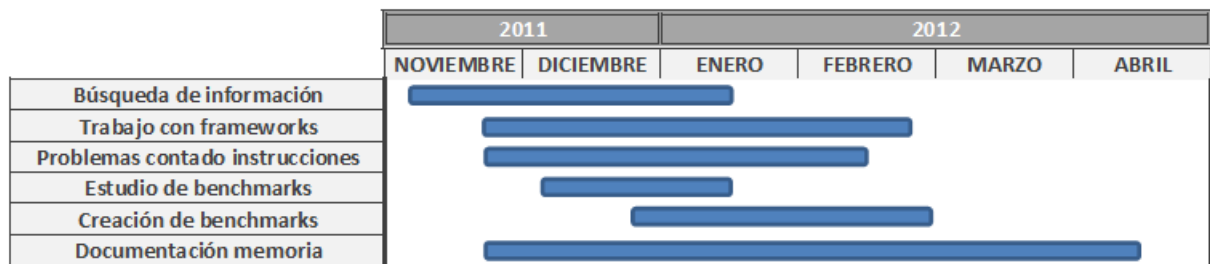 2011 2012
NOVIEMBRE DICIEMBRE ENERO FEBRERO MARZO ABRIL
Búsqueda de información
Trabajo con frameworks
Problemas contado instrucciones
Estudio de benchmarks
Creación de benchmarks
Documentación memoria